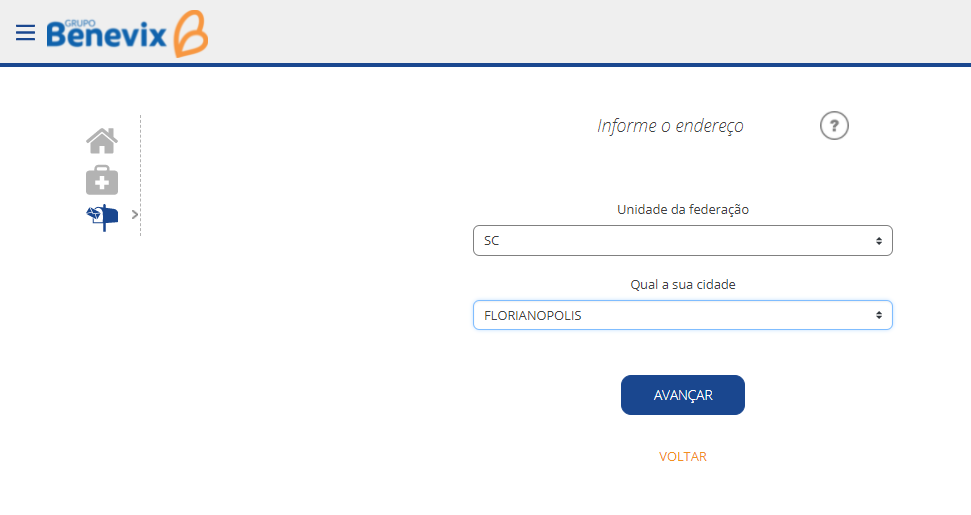 GRUPO
Benevix
Informe o endereço
?
Unidade da federação
SC
Qual a sua cidade
FLORIANOPOLIS
AVANÇAR
VOLTAR